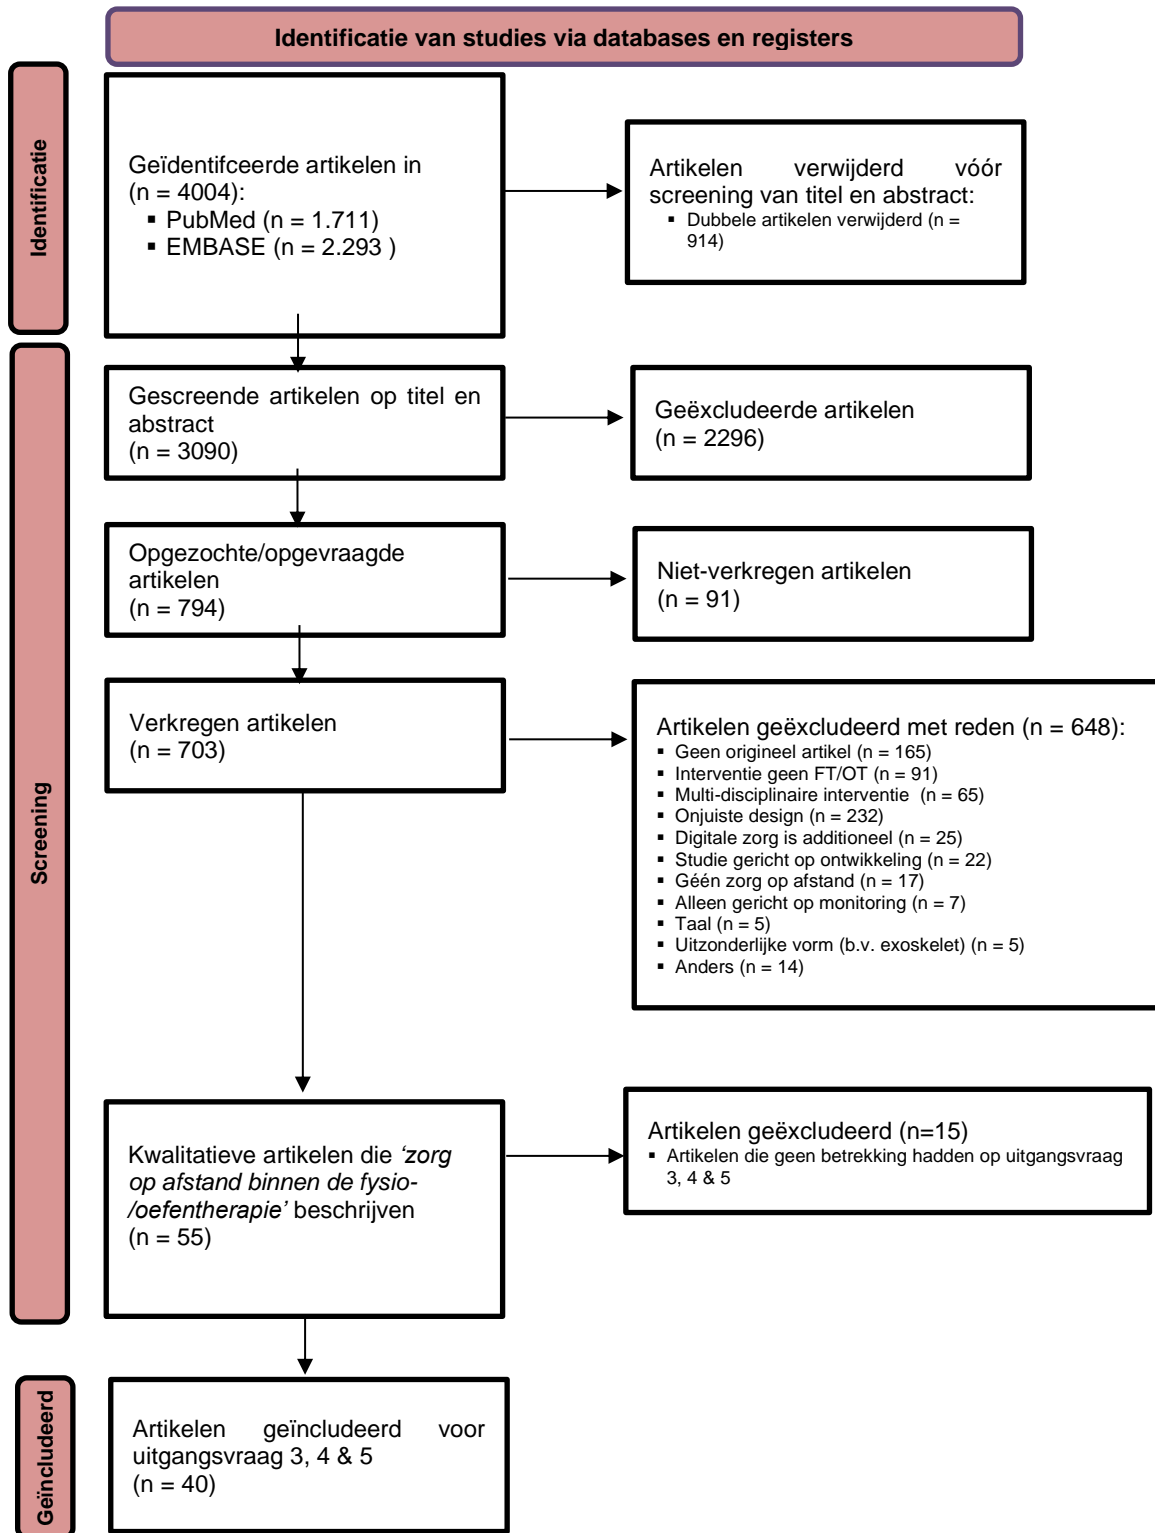 Identificatie van studies via databases en registers
Identificatie
Geïdentifceerde artikelen in
(n = 4004):
▪ PubMed (n = 1.711)
▪ EMBASE (n = 2.293 )
Artikelen verwijderd vóór
screening van titel en abstract:
▪ Dubbele artikelen verwijderd (n =
914)
Screening
Gescreende artikelen op titel en
abstract
(n = 3090)
Geëxcludeerde artikelen
(n = 2296)
Opgezochte/opgevraagde
artikelen
(n = 794)
Niet-verkregen artikelen
(n = 91)
Verkregen artikelen
(n = 703)
Artikelen geëxcludeerd met reden (n = 648):
▪ Geen origineel artikel (n = 165)
▪ Interventie geen FT/OT (n = 91)
▪ Multi-disciplinaire interventie (n = 65)
▪ Onjuiste design (n = 232)
▪ Digitale zorg is additioneel (n = 25)
▪ Studie gericht op ontwikkeling (n = 22)
▪ Géén zorg op afstand (n = 17)
▪ Alleen gericht op monitoring (n = 7)
▪ Taal (n = 5)
▪ Uitzonderlijke vorm (b.v. exoskelet) (n = 5)
▪ Anders (n = 14)
Kwalitatieve artikelen die ‘zorg
op afstand binnen de fysio-
/oefentherapie’ beschrijven
(n = 55)
Artikelen geëxcludeerd (n=15)
▪ Artikelen die geen betrekking hadden op uitgangsvraag
3, 4 & 5
Geïncludeerd
Artikelen geïncludeerd voor
uitgangsvraag 3, 4 & 5
(n = 40)